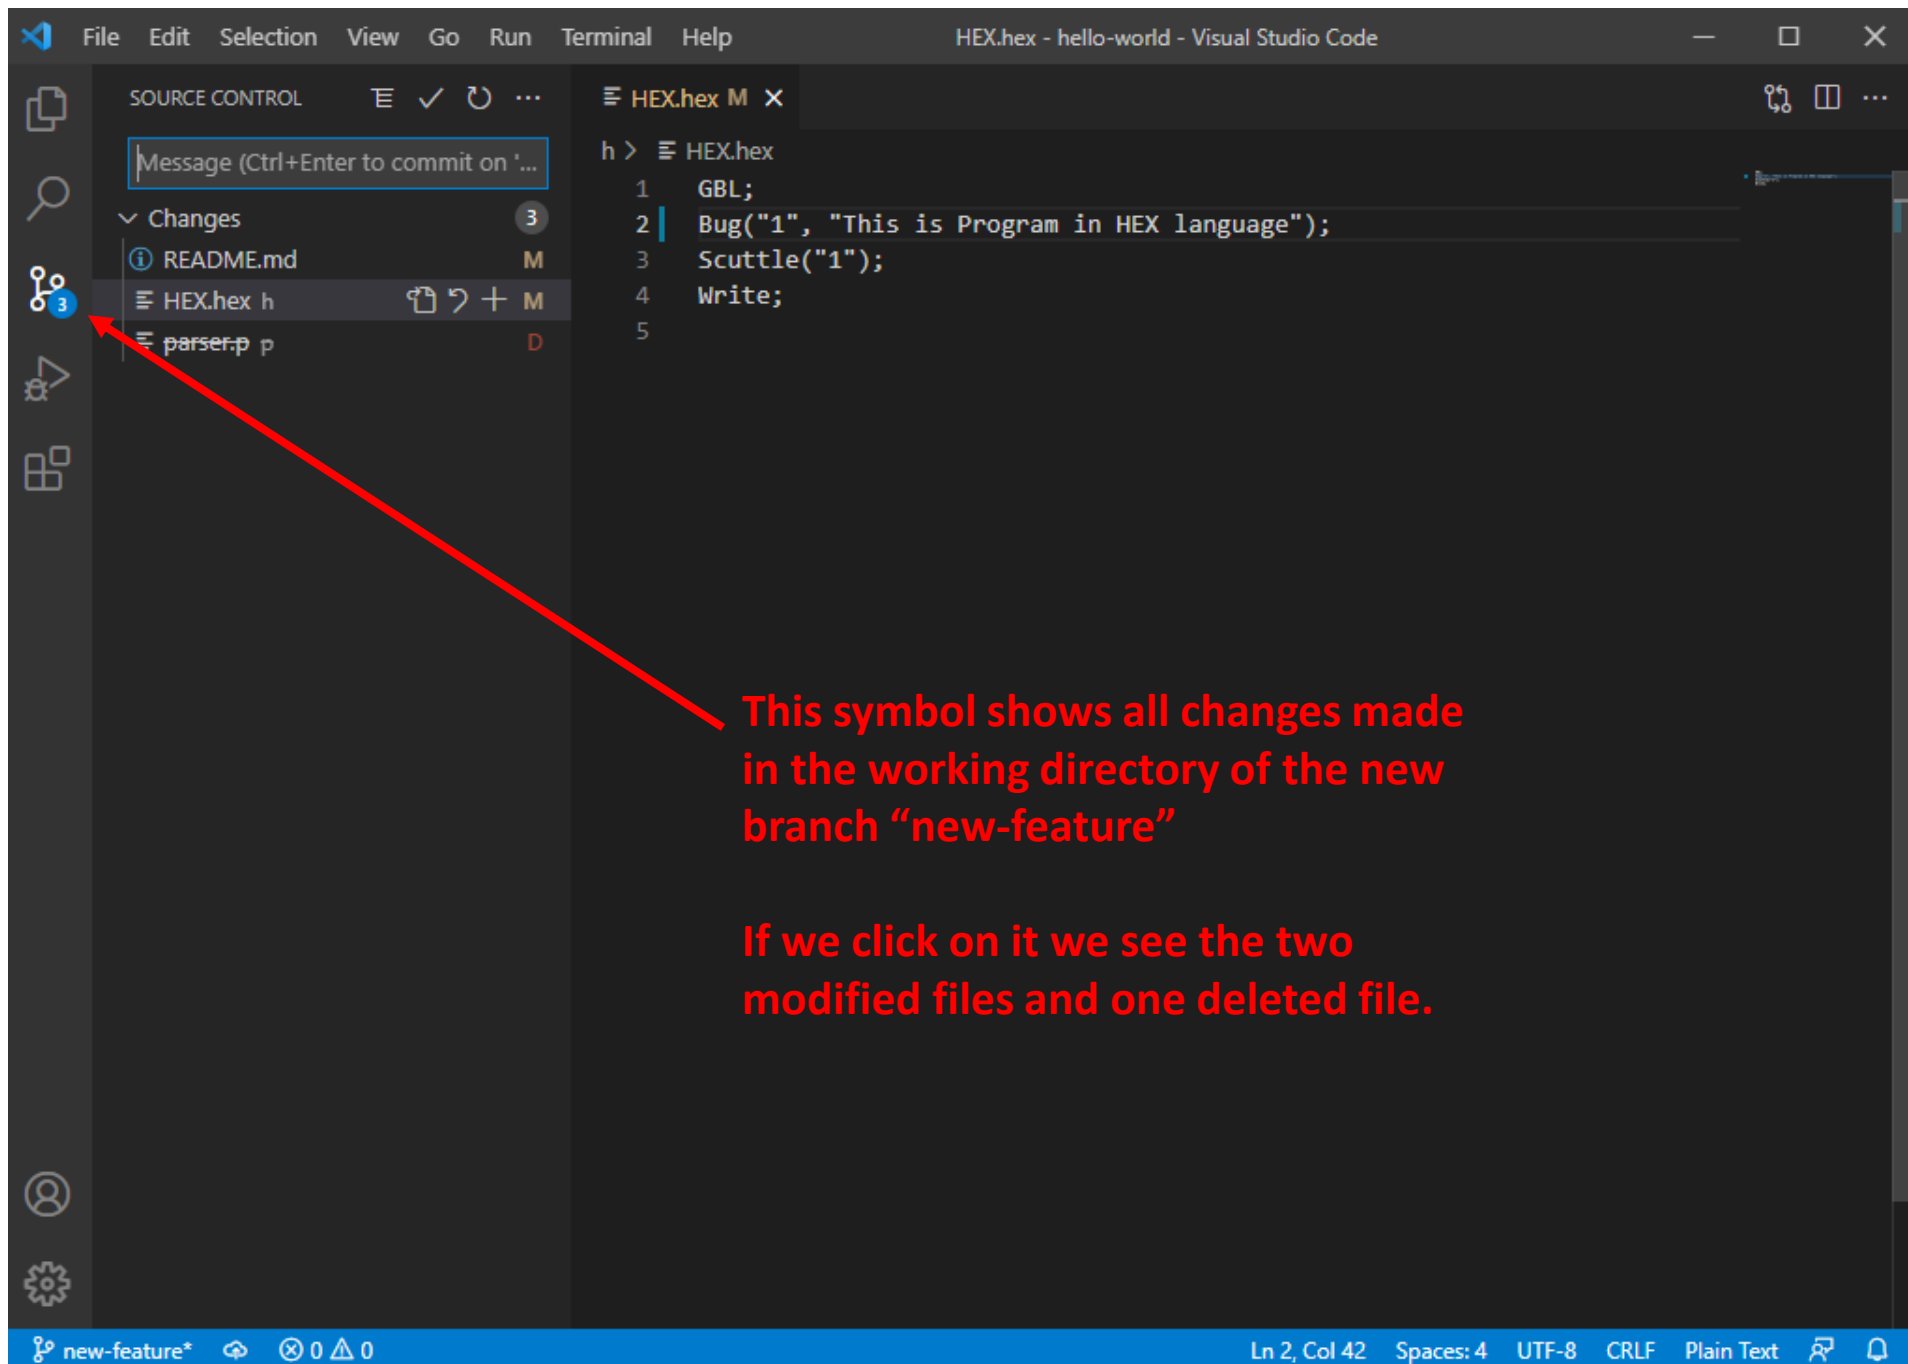 File Edit Selection View Go Run Terminal Help HEX.hex - hello-world - Visual Studio Code
SOURCE CONTROL
Message (Ctrl+Enter to commit on '...
Changes 3
README.md M
HEX.hex h M
parser.p p D
3
HEX.hex M
h > HEX.hex
1 GBL;
2 Bug("1", "This is Program in HEX language");
3 Scuttle("1");
4 Write;
5
This symbol shows all changes made
in the working directory of the new
branch “new-feature”
If we click on it we see the two
modified files and one deleted file.
new-feature* 0 0 Ln 2, Col 42 Spaces: 4 UTF-8 CRLF Plain Text